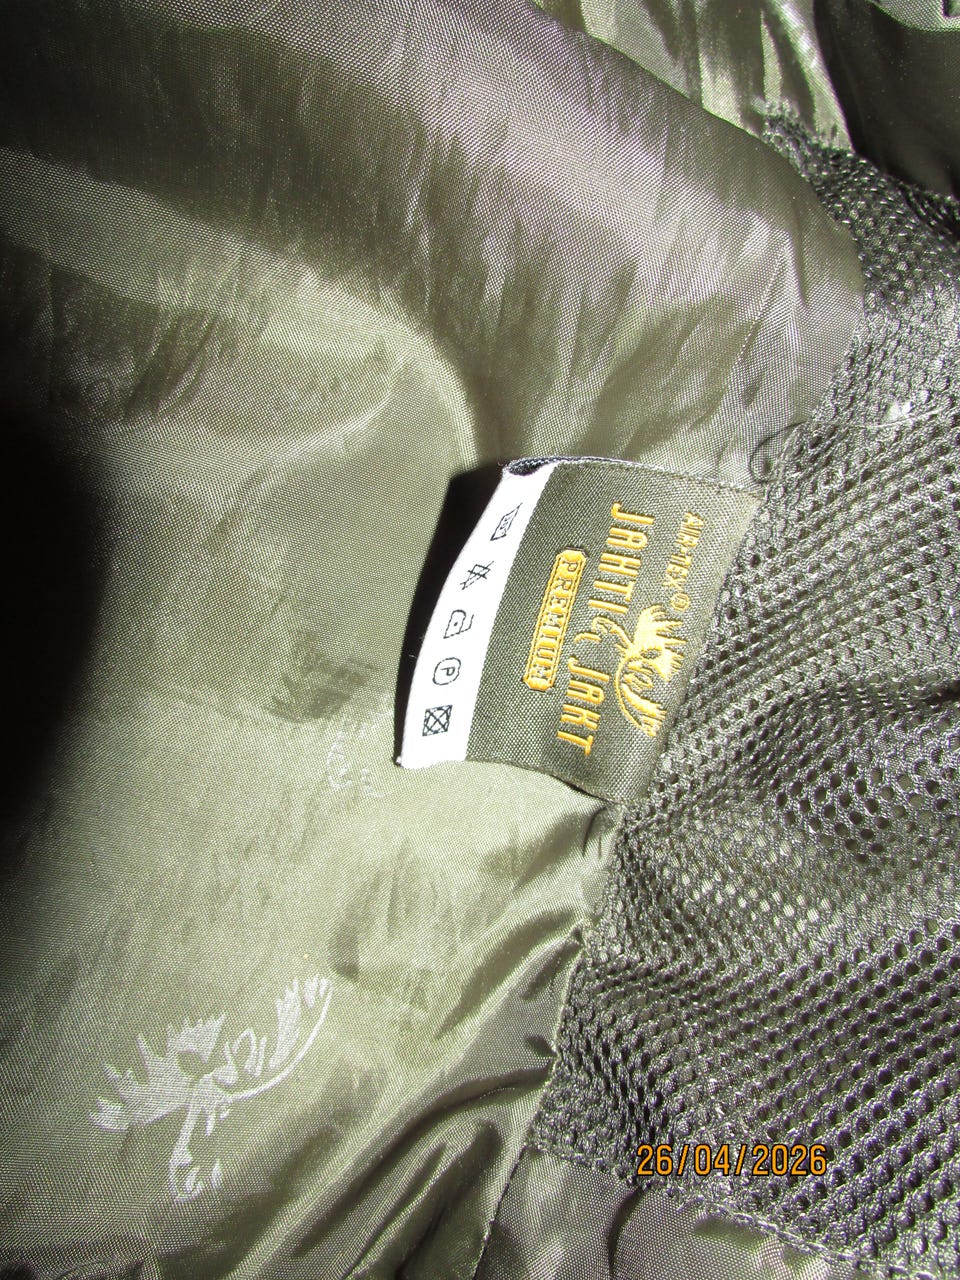 AIR-TEX ®
JAHTI & JAKT
PREMIUM
26/04/2026